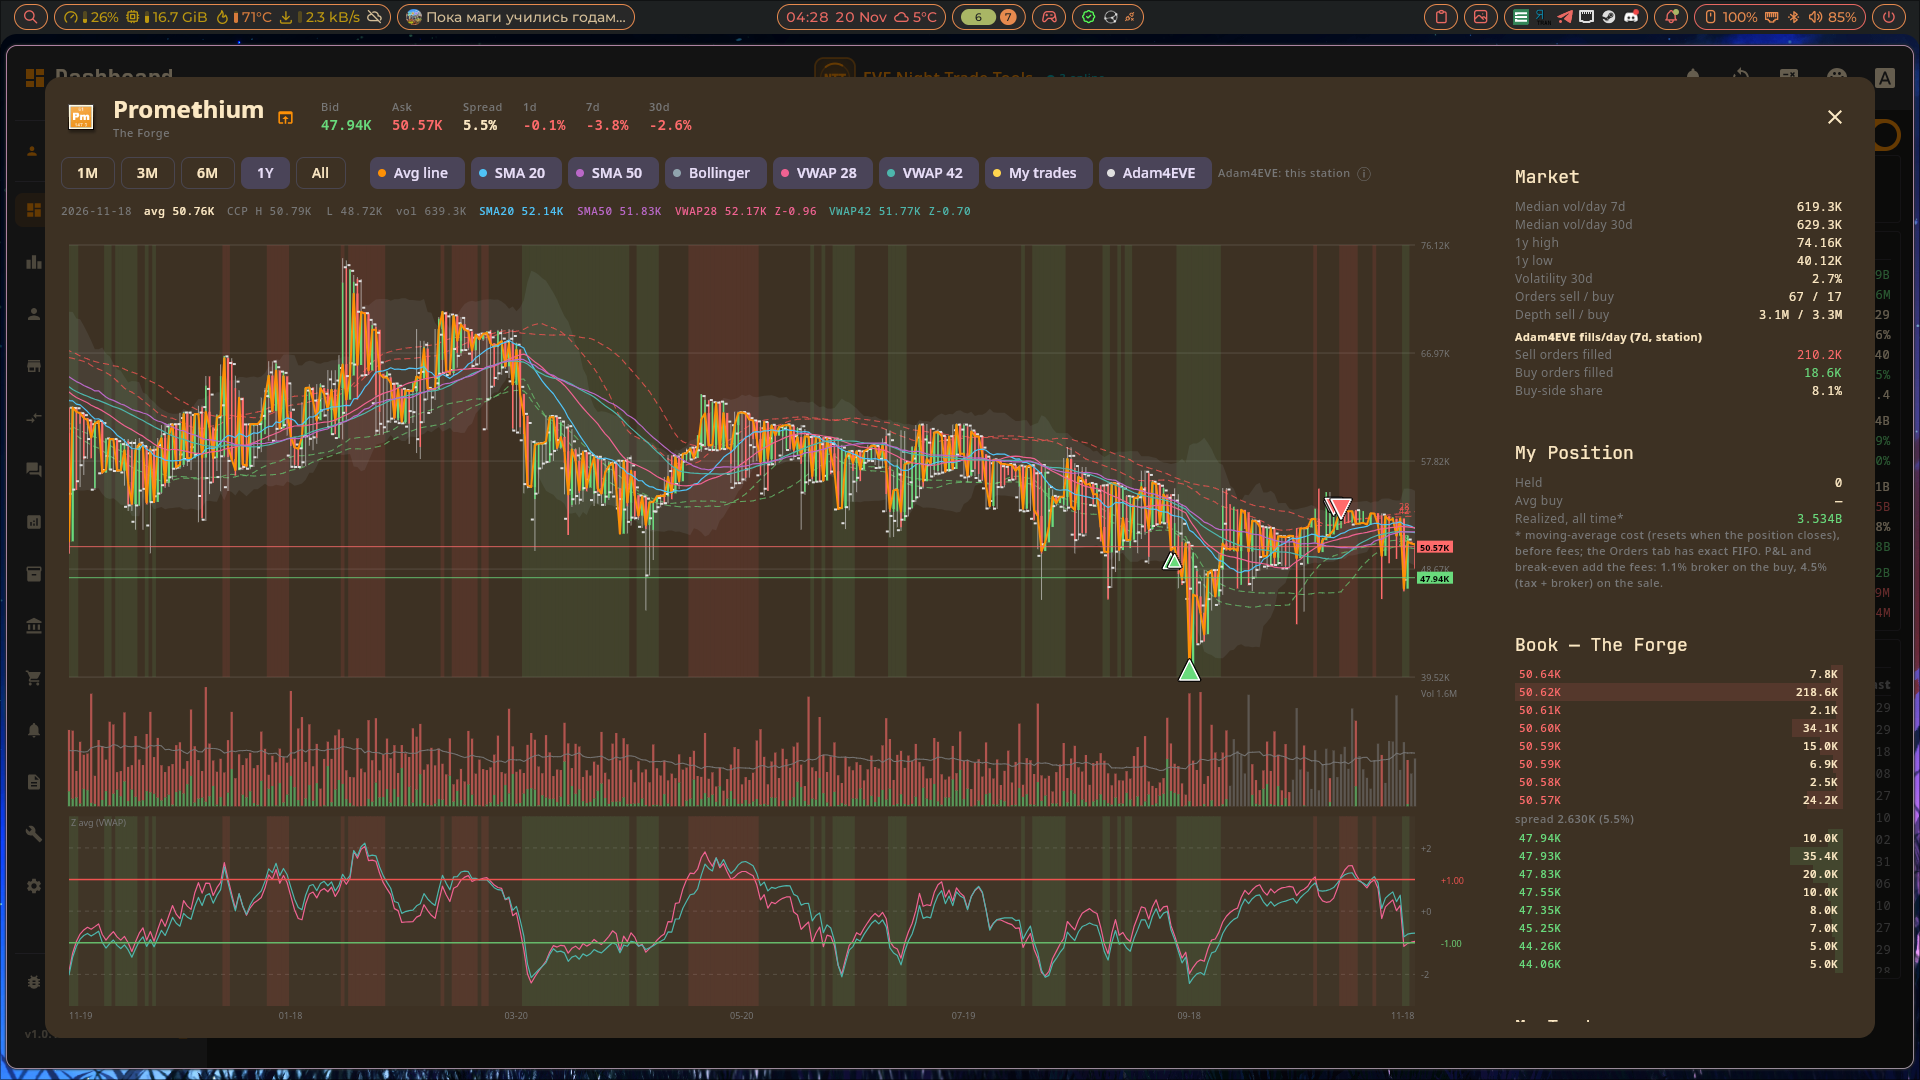 26% 16.7 GiB 71°C 2.3 kB/s
Пока маги учились годам...
04:28 20 Nov 5°C
6 7
100% 85%
Dashboard
EVE Night Trade Tools
A
Pm
Promethium
The Forge
Bid
47.94K
Ask
50.57K
Spread
5.5%
1d
-0.1%
7d
-3.8%
30d
-2.6%
1M 3M 6M 1Y All
Avg line SMA 20 SMA 50 Bollinger VWAP 28 VWAP 42 My trades Adam4EVE Adam4EVE: this station
2026-11-18 avg 50.76K CCP H 50.79K L 48.72K vol 639.3K SMA20 52.14K SMA50 51.83K VWAP28 52.17K Z-0.96 VWAP42 51.77K Z-0.70
76.12K
66.97K
57.82K
50.57K
48.67K
47.94K
39.52K
Vol 1.6M
Z avg (VWAP)
+2
+1.00
+0
-1.00
-2
11-19 01-18 03-20 05-20 07-19 09-18 11-18
Market
Median vol/day 7d 619.3K
Median vol/day 30d 629.3K
1y high 74.16K
1y low 40.12K
Volatility 30d 2.7%
Orders sell / buy 67 / 17
Depth sell / buy 3.1M / 3.3M
Adam4EVE fills/day (7d, station)
Sell orders filled 210.2K
Buy orders filled 18.6K
Buy-side share 8.1%
My Position
Held 0
Avg buy —
Realized, all time* 3.534B
* moving-average cost (resets when the position closes),
before fees; the Orders tab has exact FIFO. P&L and
break-even add the fees: 1.1% broker on the buy, 4.5%
(tax + broker) on the sale.
Book — The Forge
50.64K 7.8K
50.62K 218.6K
50.61K 2.1K
50.60K 34.1K
50.59K 15.0K
50.59K 6.9K
50.58K 2.5K
50.57K 24.2K
spread 2.630K (5.5%)
47.94K 10.0K
47.93K 35.4K
47.83K 20.0K
47.55K 10.0K
47.35K 8.0K
45.25K 7.0K
44.26K 5.0K
44.06K 5.0K